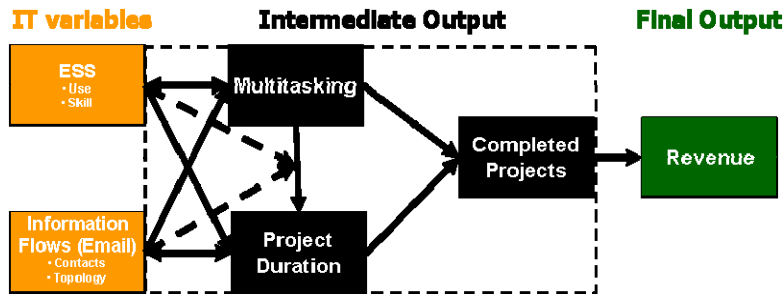 IT variables
Intermediate Output
Final Output
ESS
• Use
• Skill
Multitasking
Completed
Projects
Revenue
Information
Flows (Email)
• Contacts
• Topology
Project
Duration